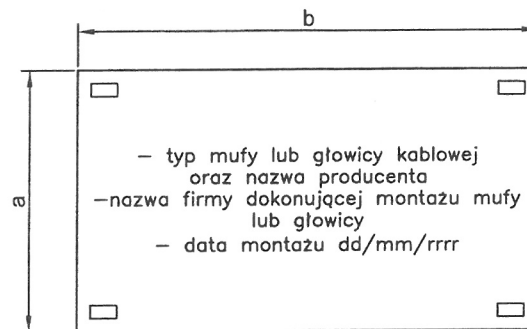 b
a
– typ mufy lub głowicy kablowej
oraz nazwa producenta
–nazwa firmy dokonującej montażu mufy
lub głowicy
– data montażu dd/mm/rrrr